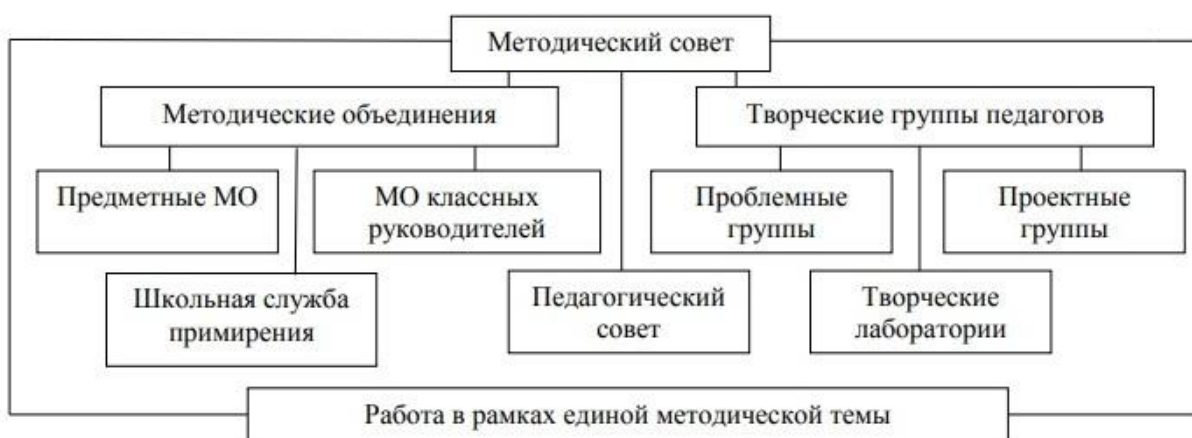 Методический совет
Методические объединения
Творческие группы педагогов
Предметные МО
МО классных
руководителей
Проблемные
группы
Проектные
группы
Школьная служба
примирения
Педагогический
совет
Творческие
лаборатории
Работа в рамках единой методической темы